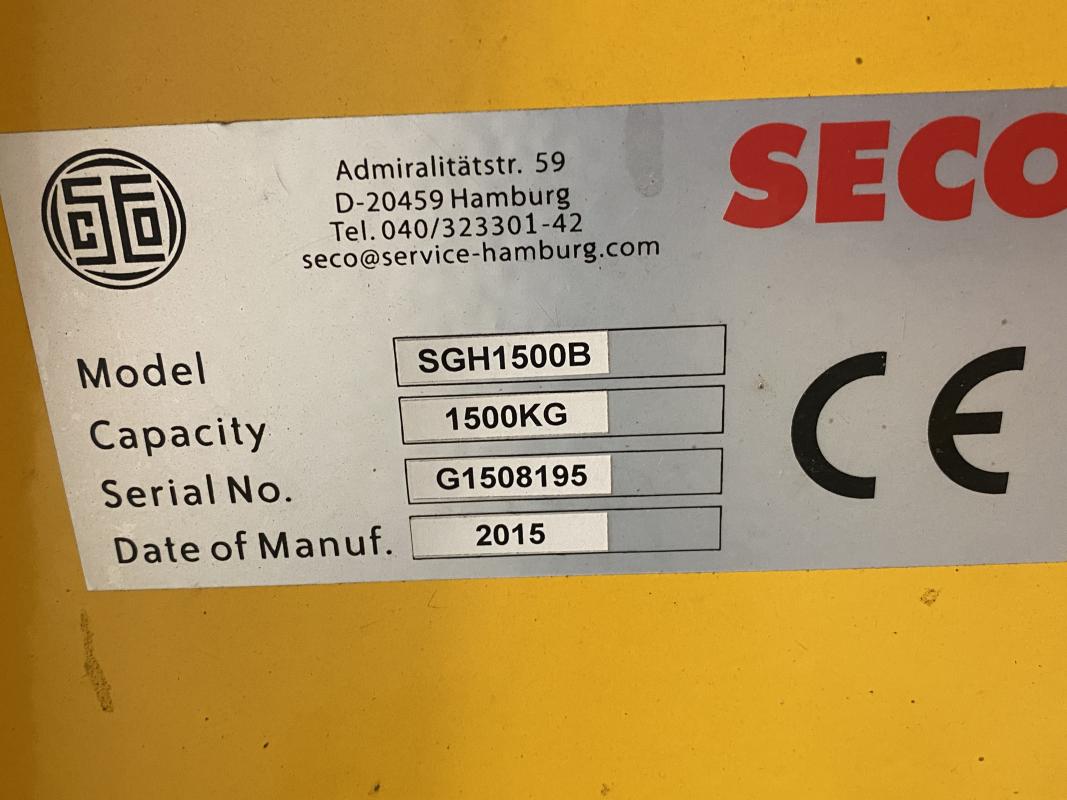 SECO
Admiralitätstr. 59
D-20459 Hamburg
Tel. 040/323301-42
seco@service-hamburg.com
SECO
Model SGH1500B
Capacity 1500KG
Serial No. G1508195
Date of Manuf. 2015
CE